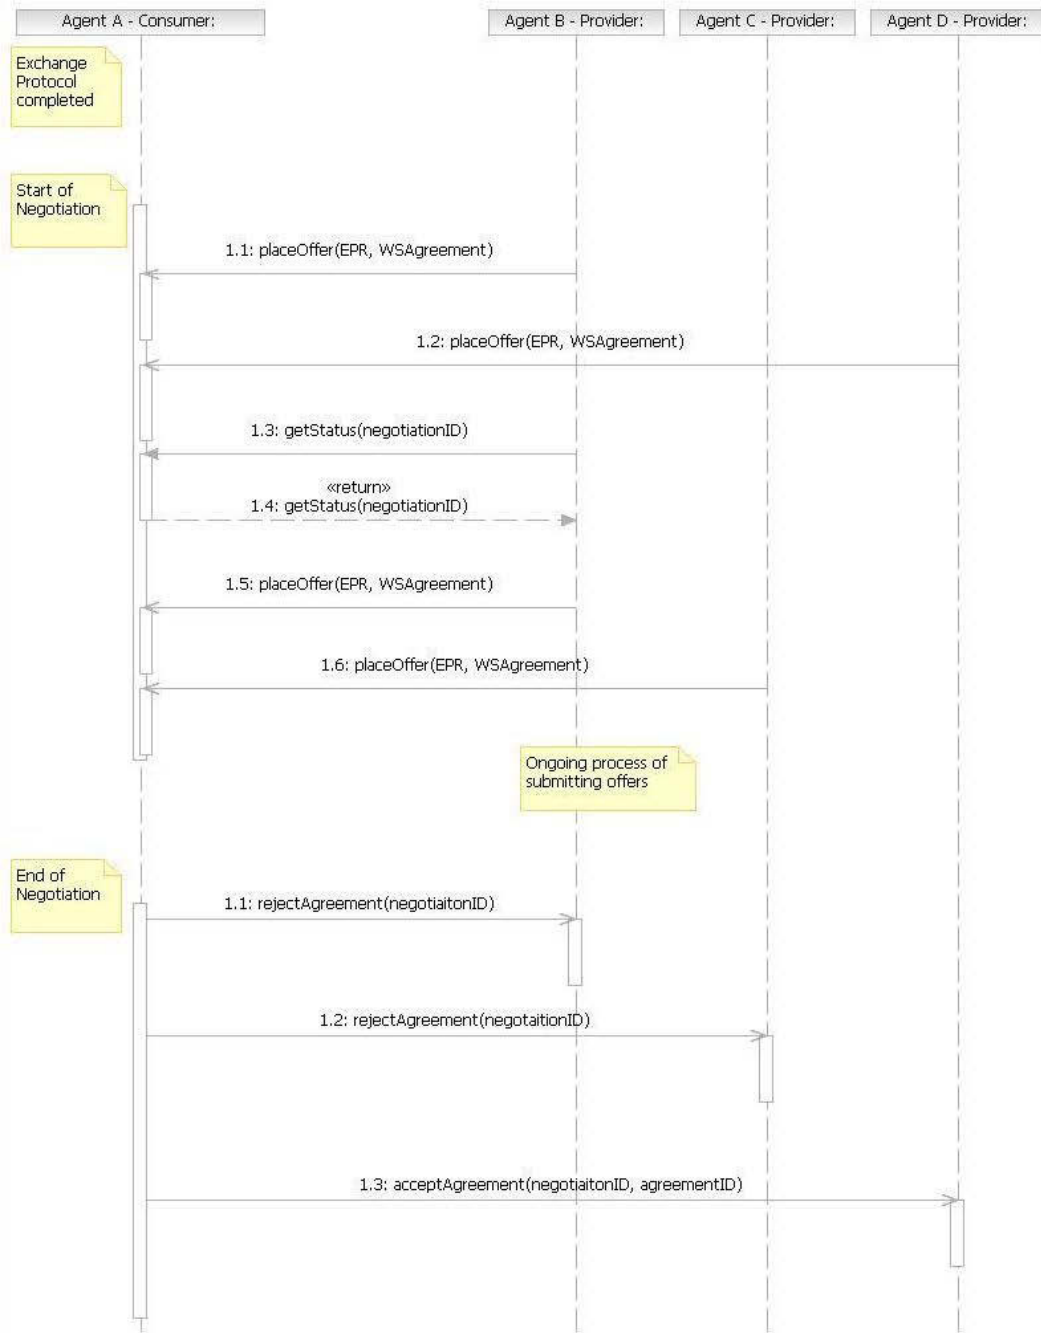 Agent A - Consumer:
Agent B - Provider:
Agent C - Provider:
Agent D - Provider:
Exchange
Protocol
completed
Start of
Negotiation
1.1: placeOffer(EPR, WSAgreement)
1.2: placeOffer(EPR, WSAgreement)
1.3: getStatus(negotiationID)
«return»
1.4: getStatus(negotiationID)
1.5: placeOffer(EPR, WSAgreement)
1.6: placeOffer(EPR, WSAgreement)
Ongoing process of
submitting offers
End of
Negotiation
1.1: rejectAgreement(negotiaitonID)
1.2: rejectAgreement(negotaitionID)
1.3: acceptAgreement(negotiaitonID, agreementID)